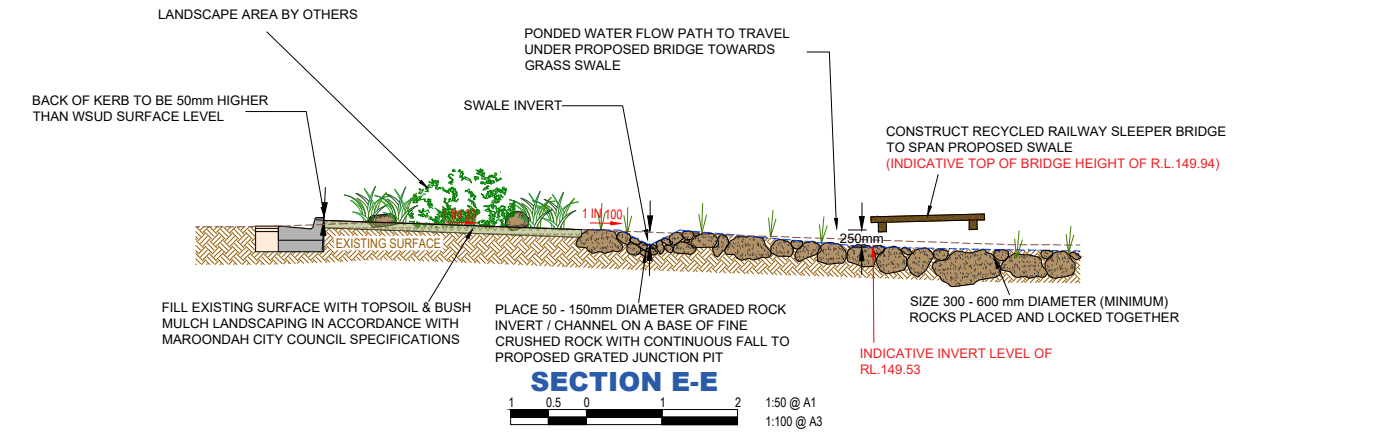 LANDSCAPE AREA BY OTHERS
PONDED WATER FLOW PATH TO TRAVEL
UNDER PROPOSED BRIDGE TOWARDS
GRASS SWALE
BACK OF KERB TO BE 50mm HIGHER
THAN WSUD SURFACE LEVEL
SWALE INVERT
CONSTRUCT RECYCLED RAILWAY SLEEPER BRIDGE
TO SPAN PROPOSED SWALE
(INDICATIVE TOP OF BRIDGE HEIGHT OF R.L.149.94)
1 IN 100
250mm
EXISTING SURFACE
FILL EXISTING SURFACE WITH TOPSOIL & BUSH
MULCH LANDSCAPING IN ACCORDANCE WITH
MAROONDAH CITY COUNCIL SPECIFICATIONS
PLACE 50 - 150mm DIAMETER GRADED ROCK
INVERT / CHANNEL ON A BASE OF FINE
CRUSHED ROCK WITH CONTINUOUS FALL TO
PROPOSED GRATED JUNCTION PIT
SIZE 300 - 600 mm DIAMETER (MINIMUM)
ROCKS PLACED AND LOCKED TOGETHER
INDICATIVE INVERT LEVEL OF
RL.149.53
SECTION E-E
1 0.5 0 1 2 1:50 @ A1
1:100 @ A3